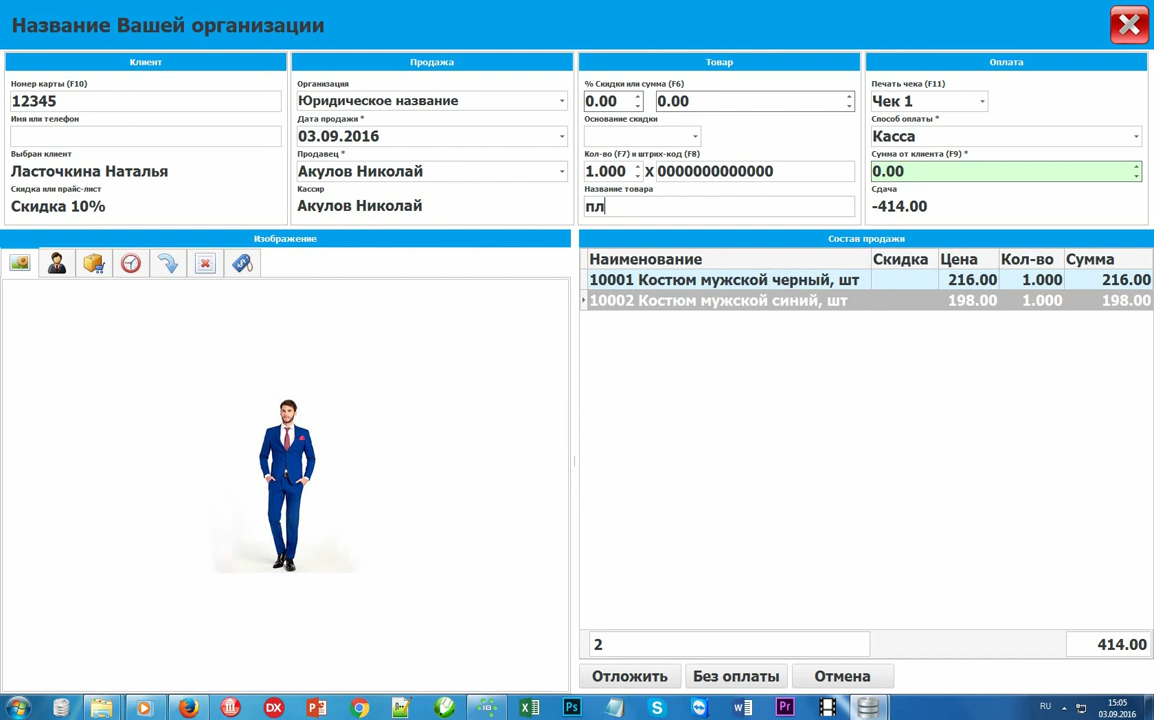 Название Вашей организации
Клиент
Номер карты (F10)
12345
Имя или телефон
Выбран клиент
Ласточкина Наталья
Скидка или прайс-лист
Скидка 10%
Продажа
Организация
Юридическое название
Дата продажи *
03.09.2016
Продавец *
Акулов Николай
Кассир
Акулов Николай
Товар
% Скидки или сумма (F6)
0.00 0.00
Основание скидки
Кол-во (F7) и штрих-код (F8)
1.000 X 0000000000000
Название товара
пл
Оплата
Печать чека (F11)
Чек 1
Способ оплаты *
Касса
Сумма от клиента (F9) *
0.00
Сдача
-414.00
Изображение
Состав продажи
Наименование Скидка Цена Кол-во Сумма
10001 Костюм мужской черный, шт 216.00 1.000 216.00
10002 Костюм мужской синий, шт 198.00 1.000 198.00
2 414.00
Отложить Без оплаты Отмена
RU 15:05
03.09.2016